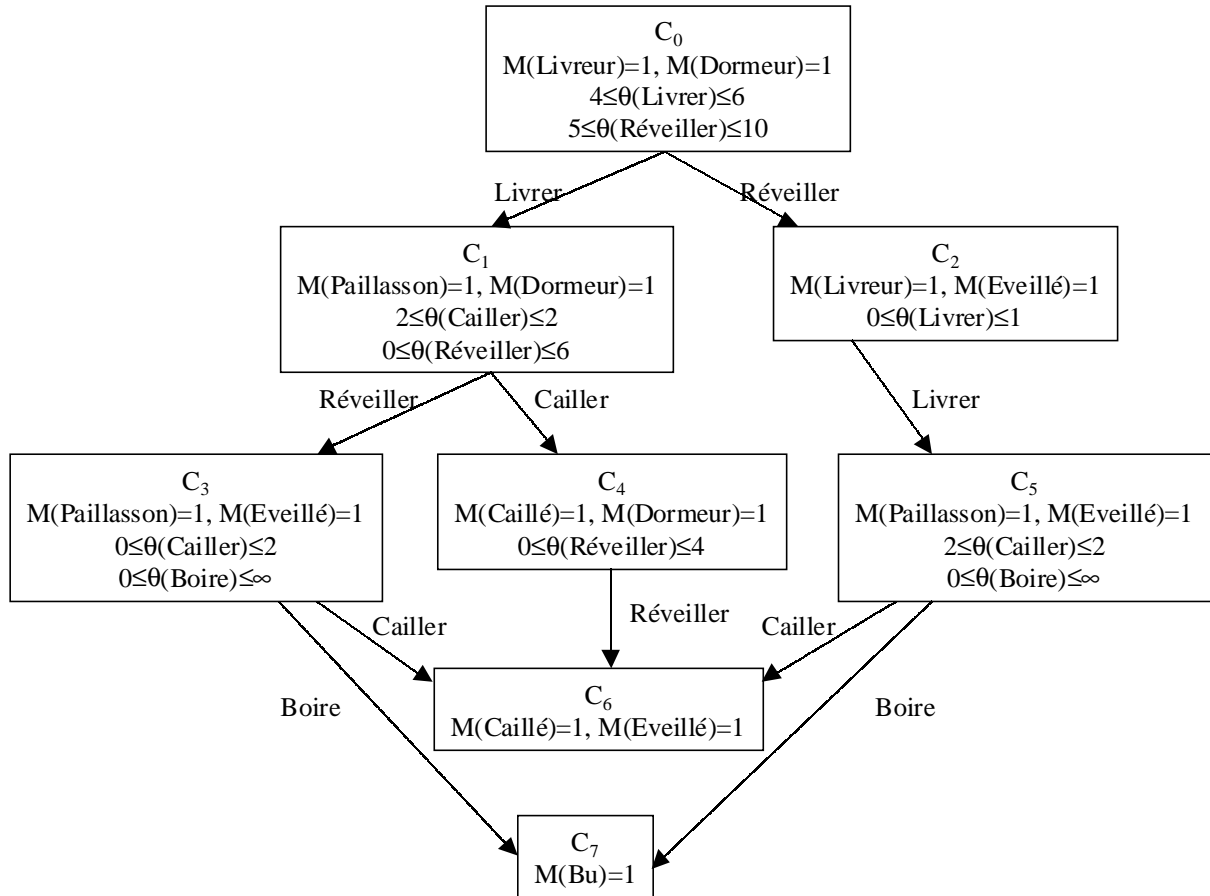 C₀
M(Livreur)=1, M(Dormeur)=1
4≤θ(Livrer)≤6
5≤θ(Réveiller)≤10
Livrer
Réveiller
C₁
M(Paillasson)=1, M(Dormeur)=1
2≤θ(Cailler)≤2
0≤θ(Réveiller)≤6
C₂
M(Livreur)=1, M(Eveillé)=1
0≤θ(Livrer)≤1
Réveiller
Cailler
Livrer
C₃
M(Paillasson)=1, M(Eveillé)=1
0≤θ(Cailler)≤2
0≤θ(Boire)≤∞
C₄
M(Caillé)=1, M(Dormeur)=1
0≤θ(Réveiller)≤4
C₅
M(Paillasson)=1, M(Eveillé)=1
2≤θ(Cailler)≤2
0≤θ(Boire)≤∞
Cailler
Réveiller
Cailler
Boire
C₆
M(Caillé)=1, M(Eveillé)=1
Boire
C₇
M(Bu)=1